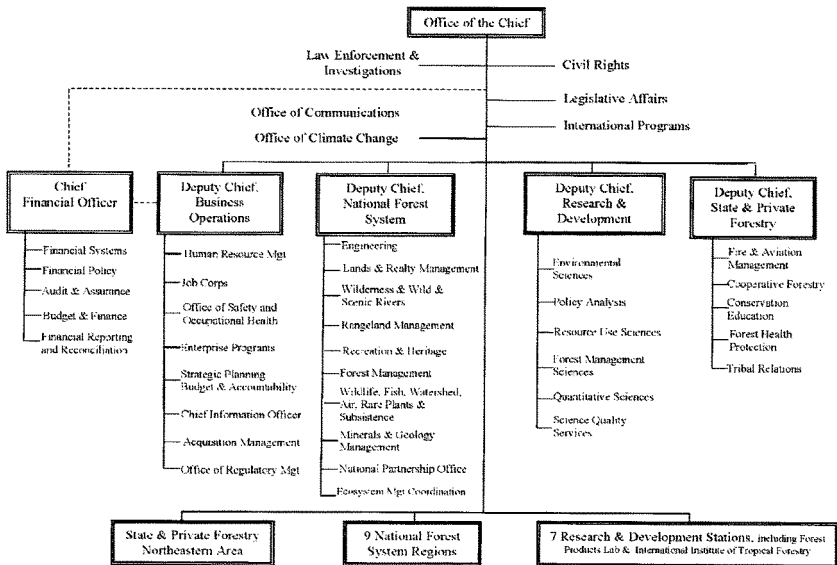 Office of the Chief
Law Enforcement &
Investigations
Civil Rights
Legislative Affairs
Office of Communications
International Programs
Office of Climate Change
Chief
Financial Officer
Financial Systems
Financial Policy
Audit & Assurance
Budget & Finance
Financial Reporting
and Reconciliation
Deputy Chief,
Business
Operations
Human Resource Mgt
Job Corps
Office of Safety and
Occupational Health
Enterprise Programs
Strategic Planning
Budget & Accountability
Chief Information Officer
Acquisition Management
Office of Regulatory Mgt
Deputy Chief,
National Forest
System
Engineering
Lands & Realty Management
Wilderness & Wild &
Scenic Rivers
Rangeland Management
Recreation & Heritage
Forest Management
Wildlife, Fish, Watershed,
Air, Rare Plants &
Subsistence
Minerals & Geology
Management
National Partnership Office
Ecosystem Mgt Coordination
Deputy Chief,
Research &
Development
Environmental
Sciences
Policy Analysis
Resource Use Sciences
Forest Management
Sciences
Quantitative Sciences
Science Quality
Services
Deputy Chief,
State & Private
Forestry
Fire & Aviation
Management
Cooperative Forestry
Conservation
Education
Forest Health
Protection
Tribal Relations
State & Private Forestry
Northeastern Area
9 National Forest
System Regions
7 Research & Development Stations, including Forest
Products Lab & International Institute of Tropical Forestry